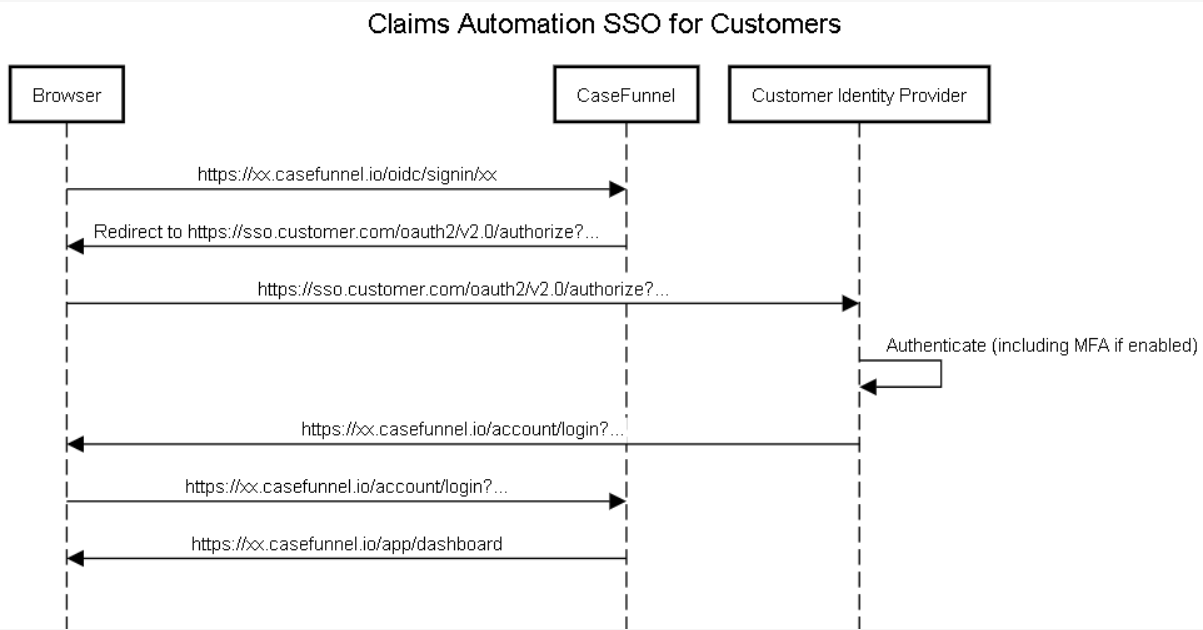 Claims Automation SSO for Customers
Browser
CaseFunnel
Customer Identity Provider
https://xx.casefunnel.io/oidc/signin/xx
Redirect to https://sso.customer.com/oauth2/v2.0/authorize?...
https://sso.customer.com/oauth2/v2.0/authorize?...
Authenticate (including MFA if enabled)
https://xx.casefunnel.io/account/login?...
https://xx.casefunnel.io/account/login?...
https://xx.casefunnel.io/app/dashboard